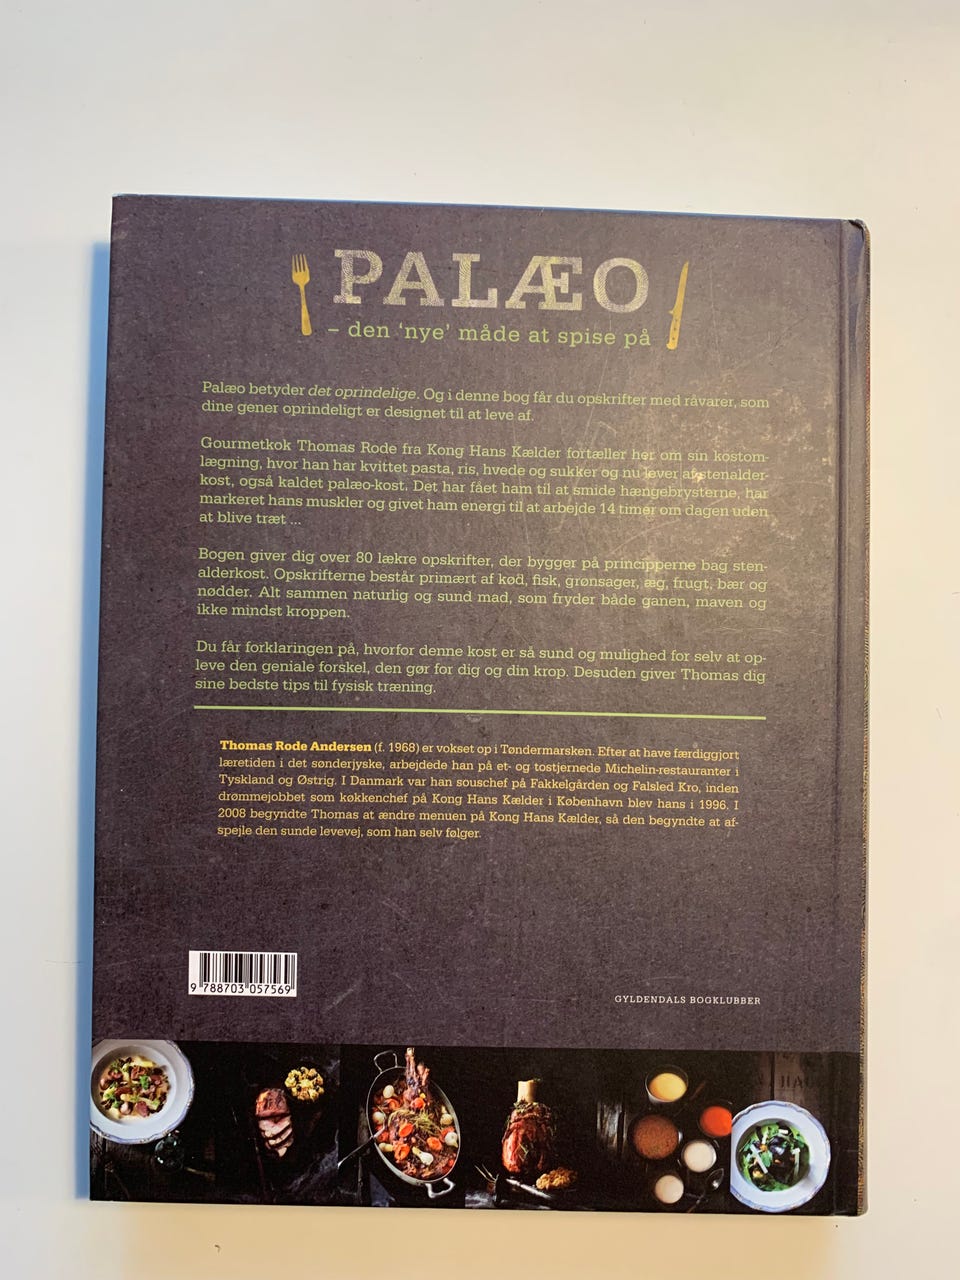 PALÆO
– den ‘nye’ måde at spise på
Palæo betyder det oprindelige. Og i denne bog får du opskrifter med råvarer, som
dine gener oprindeligt er designet til at leve af.
Gourmetkok Thomas Rode fra Kong Hans Kælder fortæller her om sin kostom-
lægning, hvor han har kvittet pasta, ris, hvede og sukker og nu lever af stenalder-
kost, også kaldet palæo-kost. Det har fået ham til at smide hængebrysterne, har
markeret hans muskler og givet ham energi til at arbejde 14 timer om dagen uden
at blive træt ...
Bogen giver dig over 80 lækre opskrifter, der bygger på principperne bag sten-
alderkost. Opskrifterne består primært af kød, fisk, grønsager, æg, frugt, bær og
nødder. Alt sammen naturlig og sund mad, som fryder både ganen, maven og
ikke mindst kroppen.
Du får forklaringen på, hvorfor denne kost er så sund og mulighed for selv at op-
leve den geniale forskel, den gør for dig og din krop. Desuden giver Thomas dig
sine bedste tips til fysisk træning.
Thomas Rode Andersen (f. 1968) er vokset op i Tøndermarsken. Efter at have færdiggjort
læretiden i det sønderjyske, arbejdede han på et- og tostjernede Michelin-restauranter i
Tyskland og Østrig. I Danmark var han souschef på Fakkelgården og Falsled Kro, inden
drømmejobbet som køkkenchef på Kong Hans Kælder i København blev hans i 1996. I
2008 begyndte Thomas at ændre menuen på Kong Hans Kælder, så den begyndte at af-
spejle den sunde levevej, som han selv følger.
9 788703 057569
GYLDENDALS BOGKLUBBER